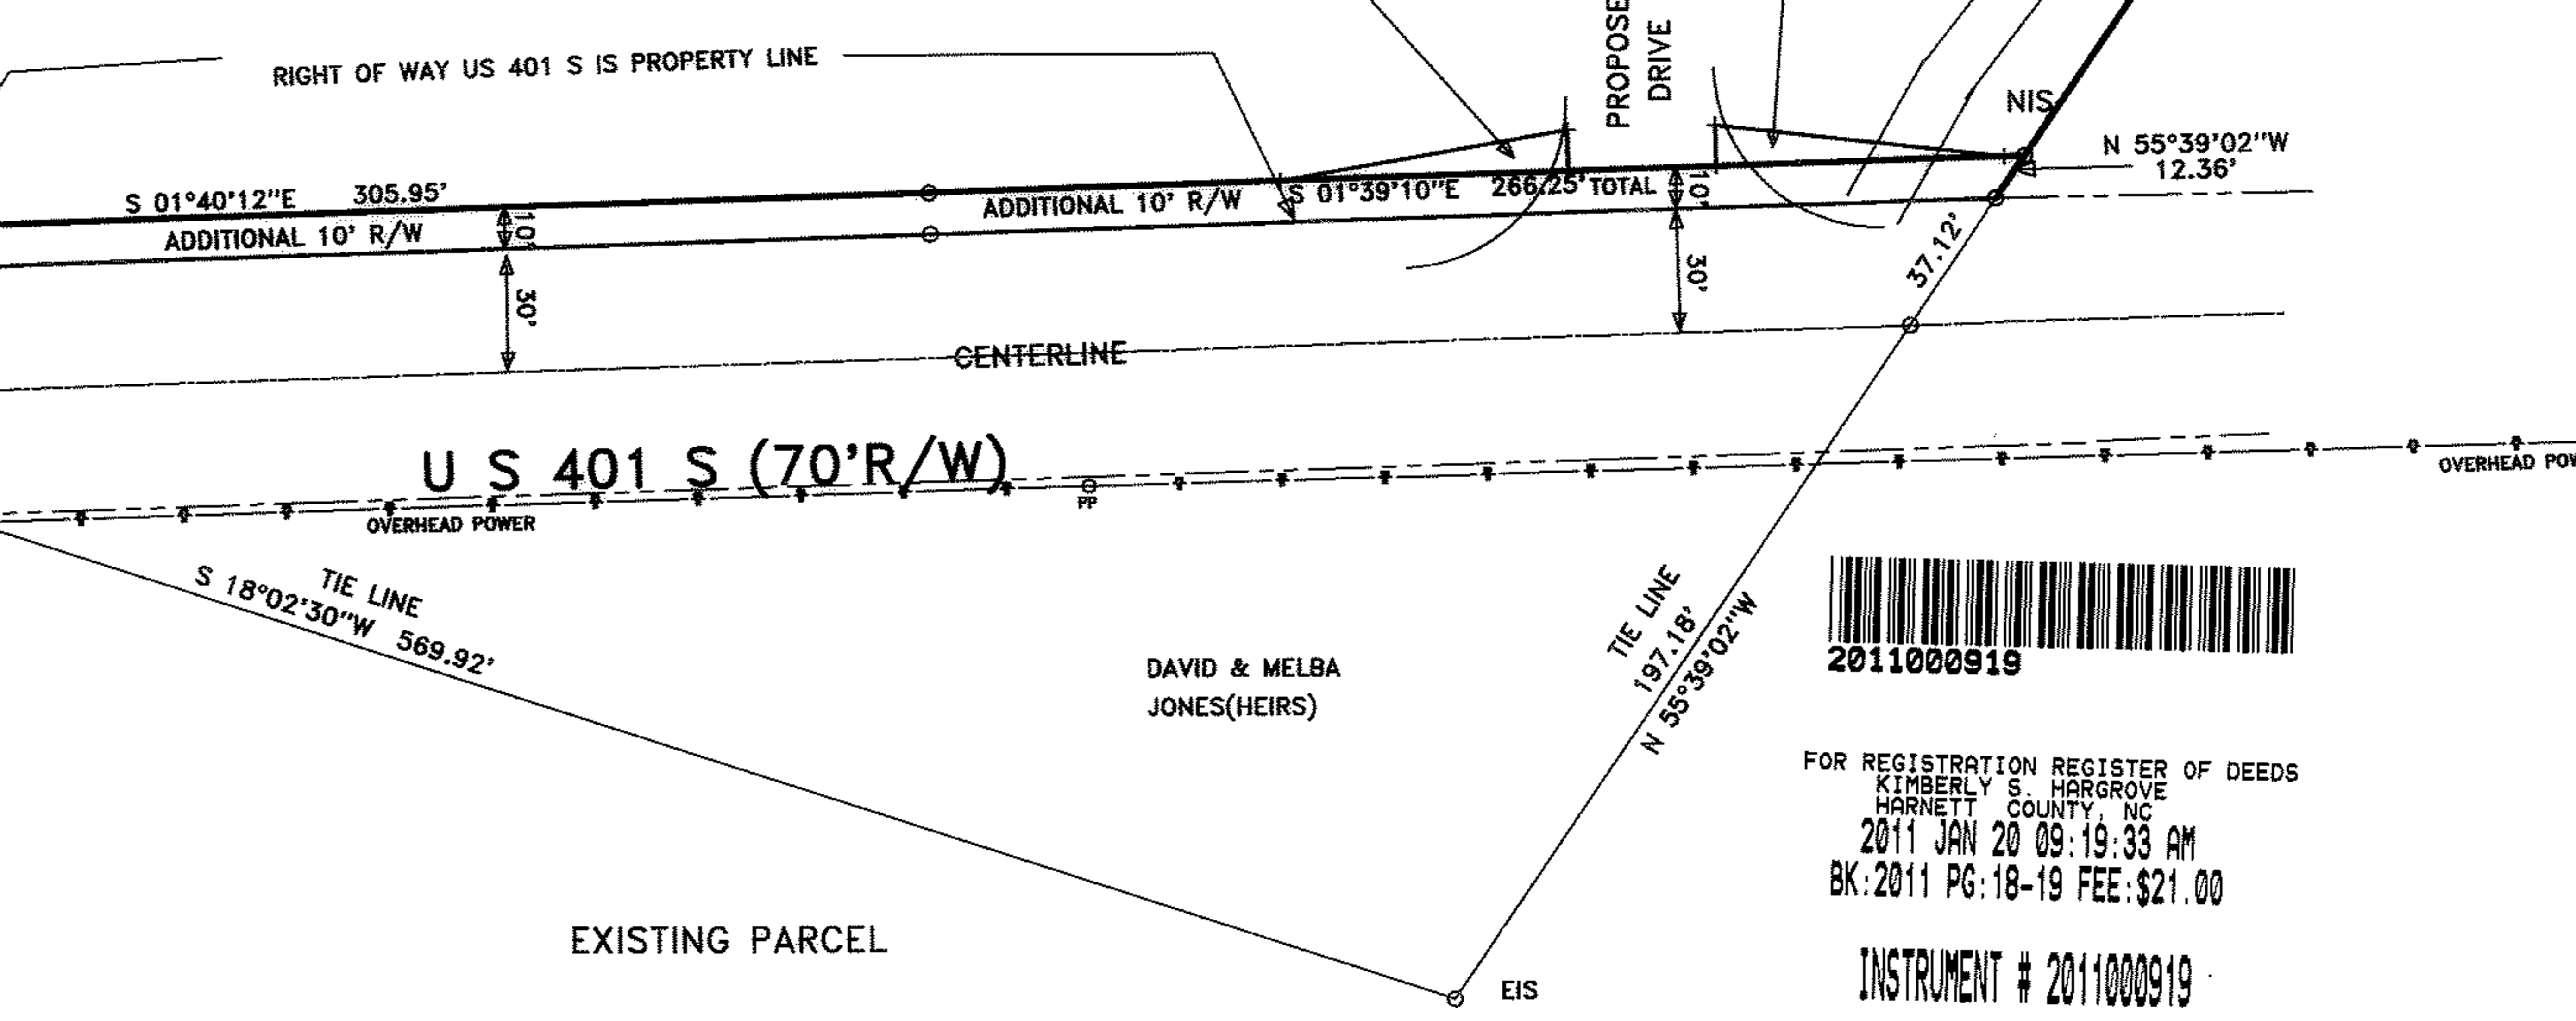 RIGHT OF WAY US 401 S IS PROPERTY LINE
PROPOSE
DRIVE
NIS
N 55°39'02"W
12.36'
S 01°40'12"E 305.95'
ADDITIONAL 10' R/W
10'
30'
ADDITIONAL 10' R/W
S 01°39'10"E 266.25' TOTAL
10'
30'
37.12'
CENTERLINE
U S 401 S (70'R/W)
OVERHEAD POWER
PP
OVERHEAD POW
TIE LINE
S 18°02'30"W 569.92'
DAVID & MELBA
JONES(HEIRS)
TIE LINE
197.18'
N 55°39'02"W
EXISTING PARCEL
EIS
2011000919
FOR REGISTRATION REGISTER OF DEEDS
KIMBERLY S. HARGROVE
HARNETT COUNTY, NC
2011 JAN 20 09:19:33 AM
BK:2011 PG:18-19 FEE:$21.00
INSTRUMENT # 2011000919